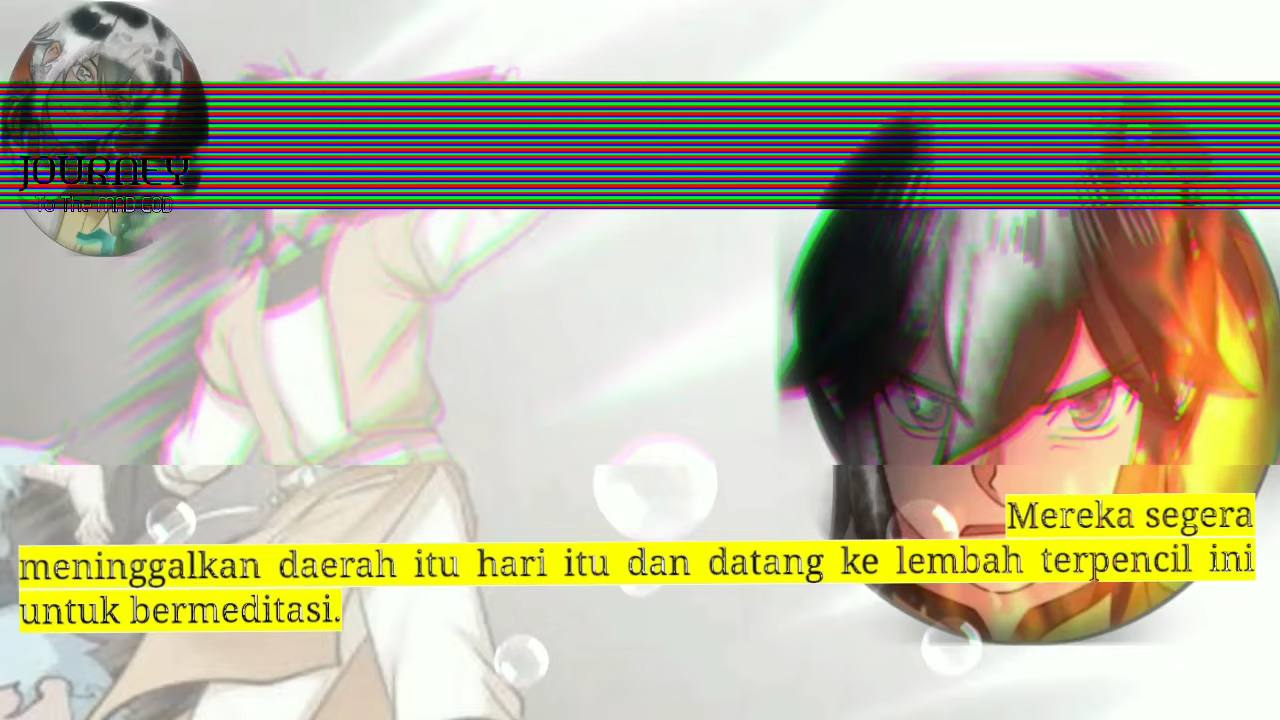 JOURNEY
To The MAD GOD
Mereka segera
meninggalkan daerah itu hari itu dan datang ke lembah terpencil ini
untuk bermeditasi.